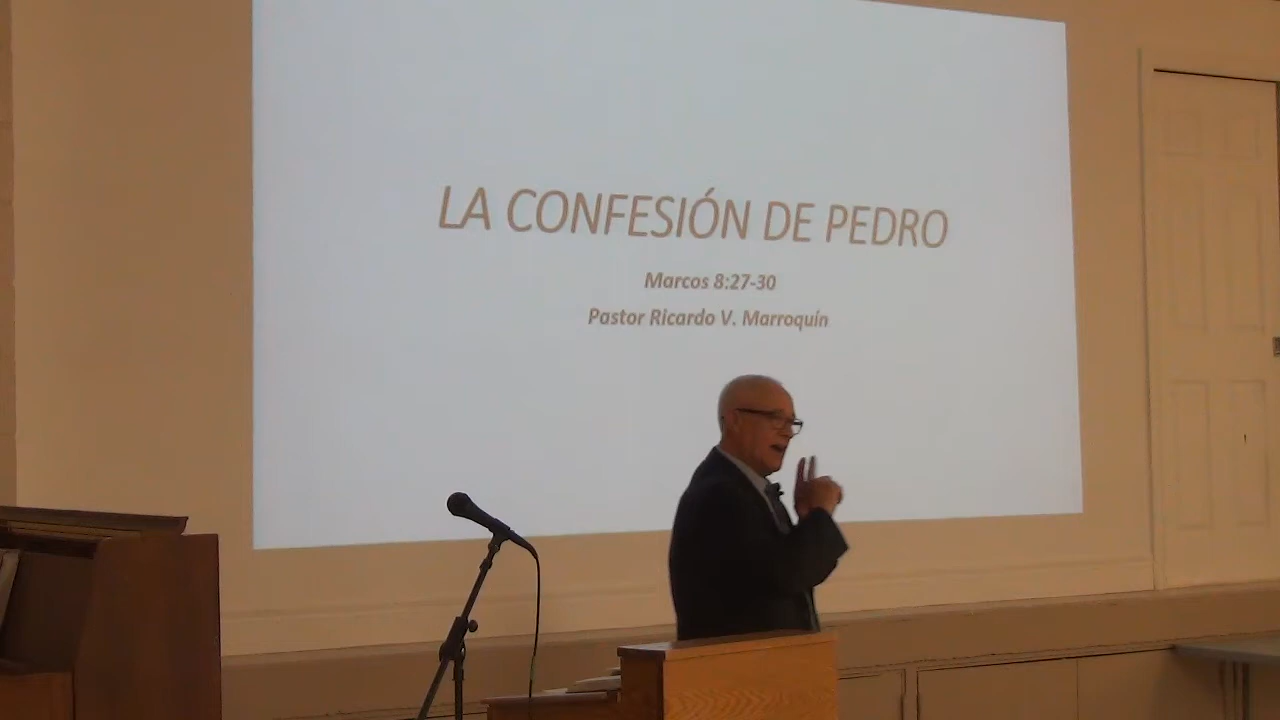 LA CONFESIÓN DE PEDRO
Marcos 8:27-30
Pastor Ricardo V. Marroquín